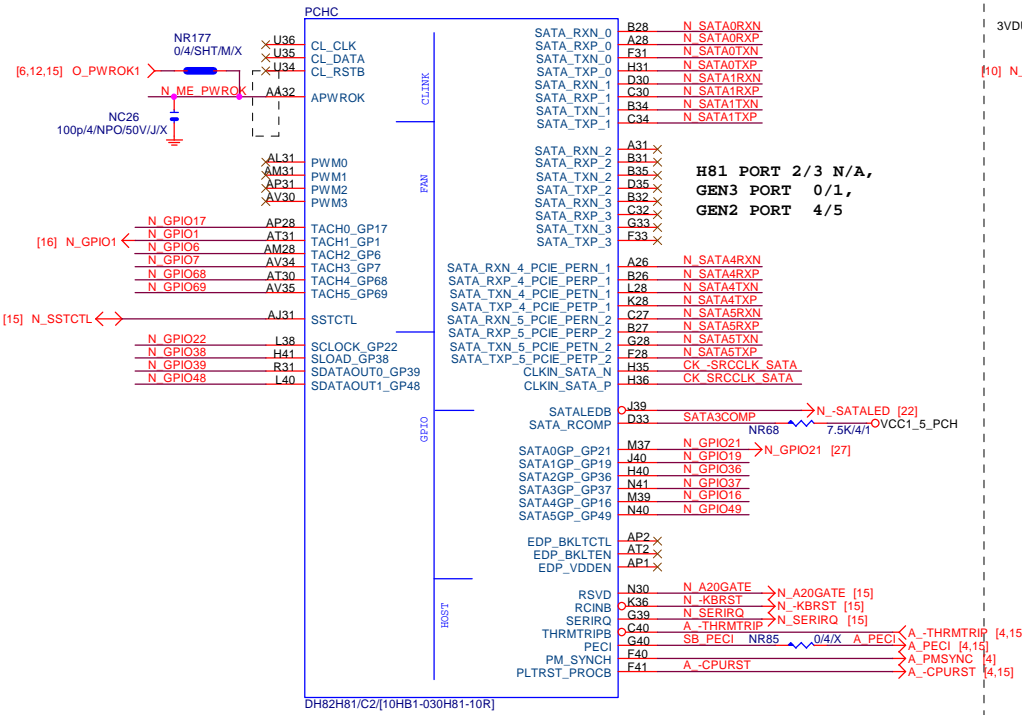 PCHC
3VDU
NR177
0/4/SHT/M/X
[6,12,15] O_PWROK1
N_ME_PWROK
NC26
100p/4/NPO/50V/J/X
U36 CL_CLK
U35 CL_DATA
U34 CL_RSTB
AA32 APWROK
CLINK
AL31 PWM0
AM31 PWM1
AP31 PWM2
AV30 PWM3
FAN
N_GPIO17 AP28 TACH0_GP17
[16] N_GPIO1 N_GPIO1 AT31 TACH1_GP1
N_GPIO6 AM28 TACH2_GP6
N_GPIO7 AV34 TACH3_GP7
N_GPIO68 AT30 TACH4_GP68
N_GPIO69 AV35 TACH5_GP69
[15] N_SSTCTL AJ31 SSTCTL
N_GPIO22 L38 SCLOCK_GP22
N_GPIO38 H41 SLOAD_GP38
N_GPIO39 R31 SDATAOUT0_GP39
N_GPIO48 L40 SDATAOUT1_GP48
GPIO
HOST
SATA_RXN_0 B28 N_SATA0RXN
SATA_RXP_0 A28 N_SATA0RXP
SATA_TXN_0 F31 N_SATA0TXN
SATA_TXP_0 H31 N_SATA0TXP
SATA_RXN_1 D30 N_SATA1RXN
SATA_RXP_1 C30 N_SATA1RXP
SATA_TXN_1 B34 N_SATA1TXN
SATA_TXP_1 C34 N_SATA1TXP
[10] N_
SATA_RXN_2 A31
SATA_RXP_2 B31
SATA_TXN_2 B35
SATA_TXP_2 D35
SATA_RXN_3 B32
SATA_RXP_3 C32
SATA_TXN_3 G33
SATA_TXP_3 F33
H81 PORT 2/3 N/A,
GEN3 PORT 0/1,
GEN2 PORT 4/5
SATA_RXN_4_PCIE_PERN_1 A26 N_SATA4RXN
SATA_RXP_4_PCIE_PERP_1 B26 N_SATA4RXP
SATA_TXN_4_PCIE_PETN_1 L28 N_SATA4TXN
SATA_TXP_4_PCIE_PETP_1 K28 N_SATA4TXP
SATA_RXN_5_PCIE_PERN_2 C27 N_SATA5RXN
SATA_RXP_5_PCIE_PERP_2 B27 N_SATA5RXP
SATA_TXN_5_PCIE_PETN_2 G28 N_SATA5TXN
SATA_TXP_5_PCIE_PETP_2 F28 N_SATA5TXP
CLKIN_SATA_N H35 CK_-SRCCLK_SATA
CLKIN_SATA_P H36 CK_SRCCLK_SATA
SATALEDB J39 N_-SATALED [22]
SATA_RCOMP D33 SATA3COMP NR68 7.5K/4/1 VCC1_5_PCH
SATA0GP_GP21 M37 N_GPIO21 N_GPIO21 [27]
SATA1GP_GP19 J40 N_GPIO19
SATA2GP_GP36 H40 N_GPIO36
SATA3GP_GP37 N41 N_GPIO37
SATA4GP_GP16 M39 N_GPIO16
SATA5GP_GP49 N40 N_GPIO49
EDP_BKLTCTL AP2
EDP_BKLTEN AT2
EDP_VDDEN AP1
RSVD N30 N_A20GATE N_A20GATE [15]
RCINB K36 N_-KBRST N_-KBRST [15]
SERIRQ G39 N_SERIRQ N_SERIRQ [15]
THRMTRIPB C40 A_-THRMTRIP A_-THRMTRIP [4,15
PECI G40 SB_PECI NR85 0/4/X A_PECI A_PECI [4,15]
PM_SYNCH F40 A_PMSYNC [4]
PLTRST_PROCB F41 A_-CPURST A_-CPURST [4,15]
DH82H81/C2/[10HB1-030H81-10R]